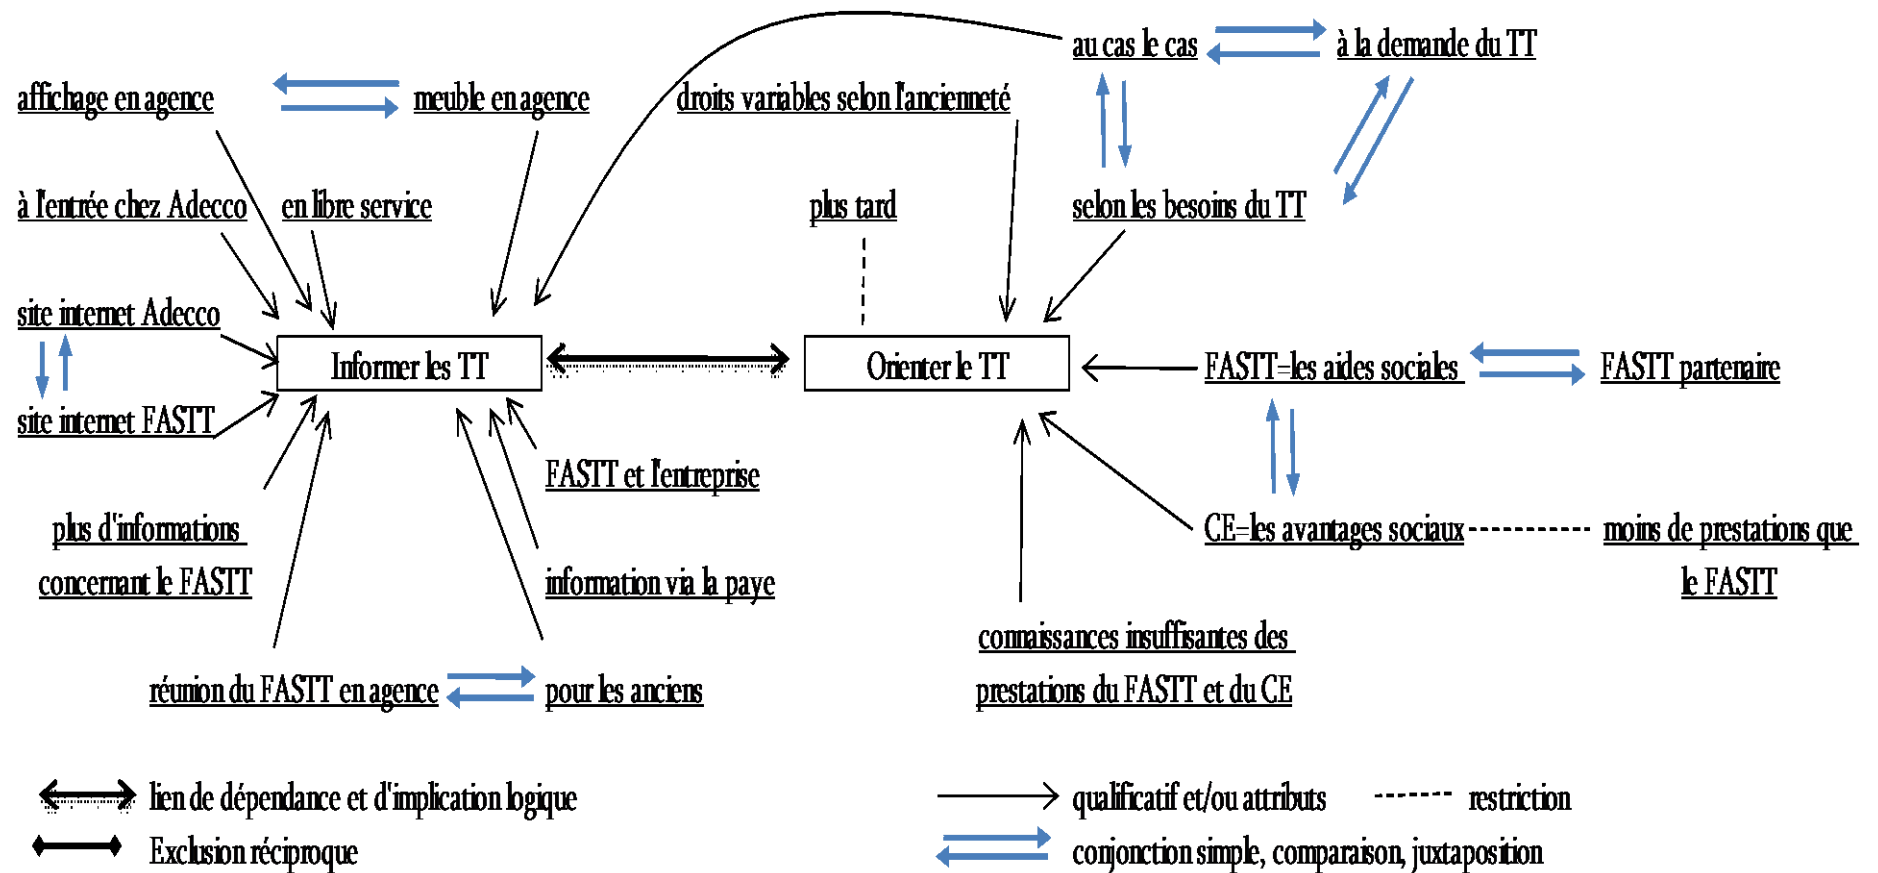 au cas le cas
à la demande du TT
affichage en agence
meuble en agence
droits variables selon l'ancienneté
à l'entrée chez Adecco
en libre service
plus tard
selon les besoins du TT
site internet Adecco
Informer les TT
Orienter le TT
FASTT=les aides sociales
FASTT partenaire
site internet FASTT
FASTT et l'entreprise
plus d'informations
concernant le FASTT
CE=les avantages sociaux
moins de prestations que
le FASTT
information via la paye
connaissances insuffisantes des
prestations du FASTT et du CE
réunion du FASTT en agence
pour les anciens
lien de dépendance et d'implication logique
qualificatif et/ou attributs
restriction
Exclusion réciproque
conjonction simple, comparaison, juxtaposition